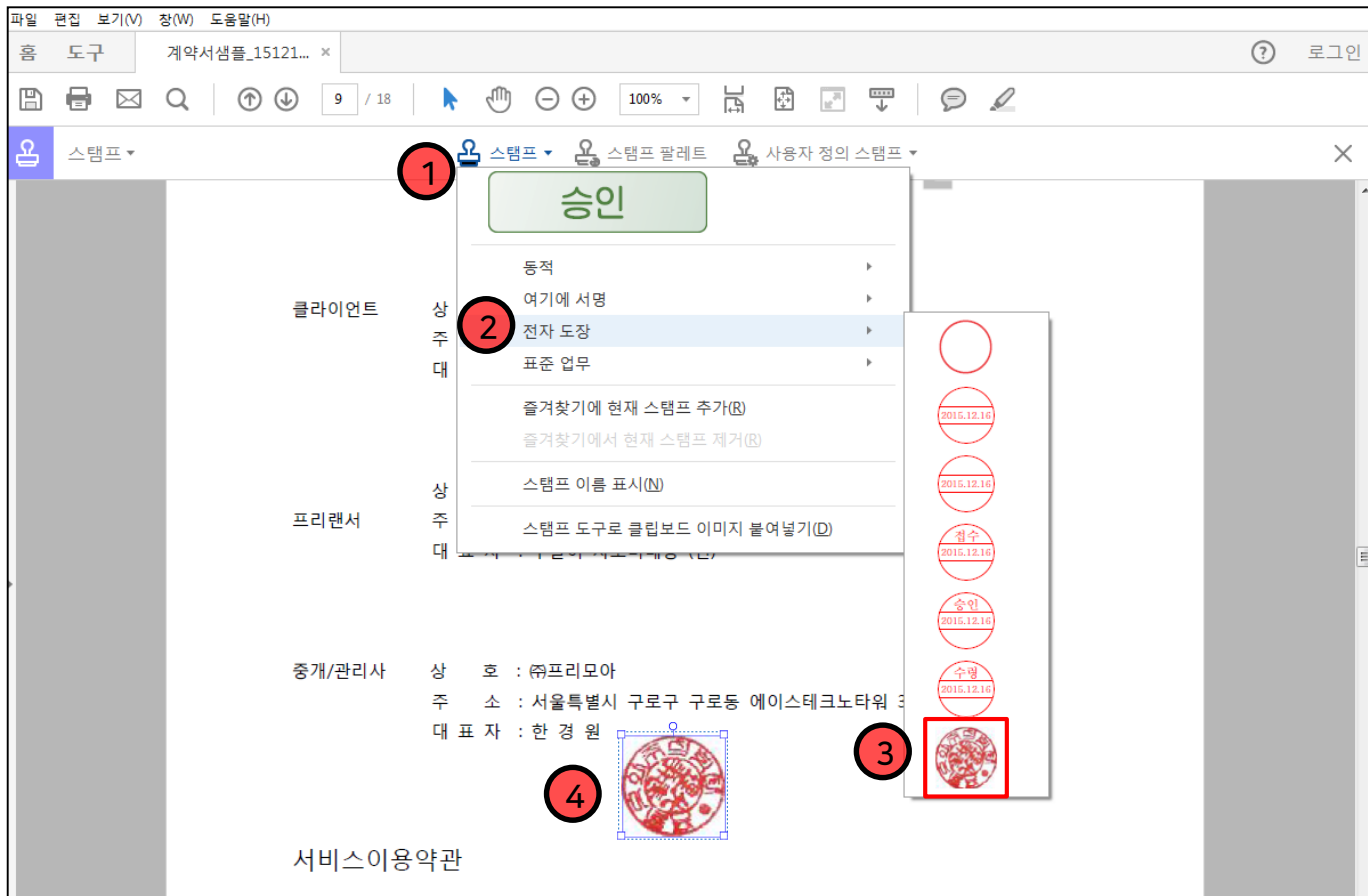 파일 편집 보기(V) 창(W) 도움말(H)
홈 도구 계약서샘플_15121... × ? 로그인
9 / 18 100%
스탬프 스탬프 스탬프 팔레트 사용자 정의 스탬프
1
승인
동적
여기에 서명
2 전자 도장
표준 업무
즐겨찾기에 현재 스탬프 추가(R)
즐겨찾기에서 현재 스탬프 제거(R)
스탬프 이름 표시(N)
스탬프 도구로 클립보드 이미지 붙여넣기(D)
2015.12.16
2015.12.16
접수
2015.12.16
승인
2015.12.16
수령
2015.12.16
3
클라이언트 상
주
대
상
프리랜서 주
대
중개/관리사 상 호 : ㈜프리모아
주 소 : 서울특별시 구로구 구로동 에이스테크노타워 3
대 표 자 : 한 경 원
4
서비스이용약관